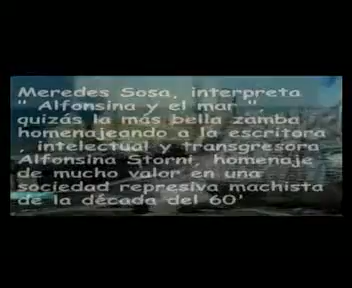 Meredes Sosa, interpreta
" Alfonsina y el mar ",
quizás la más bella zamba
homenajeando a la escritora
, intelectual y transgresora
Alfonsina Storni, homenaje
de mucho valor en una
sociedad represiva machista
de la década del 60'